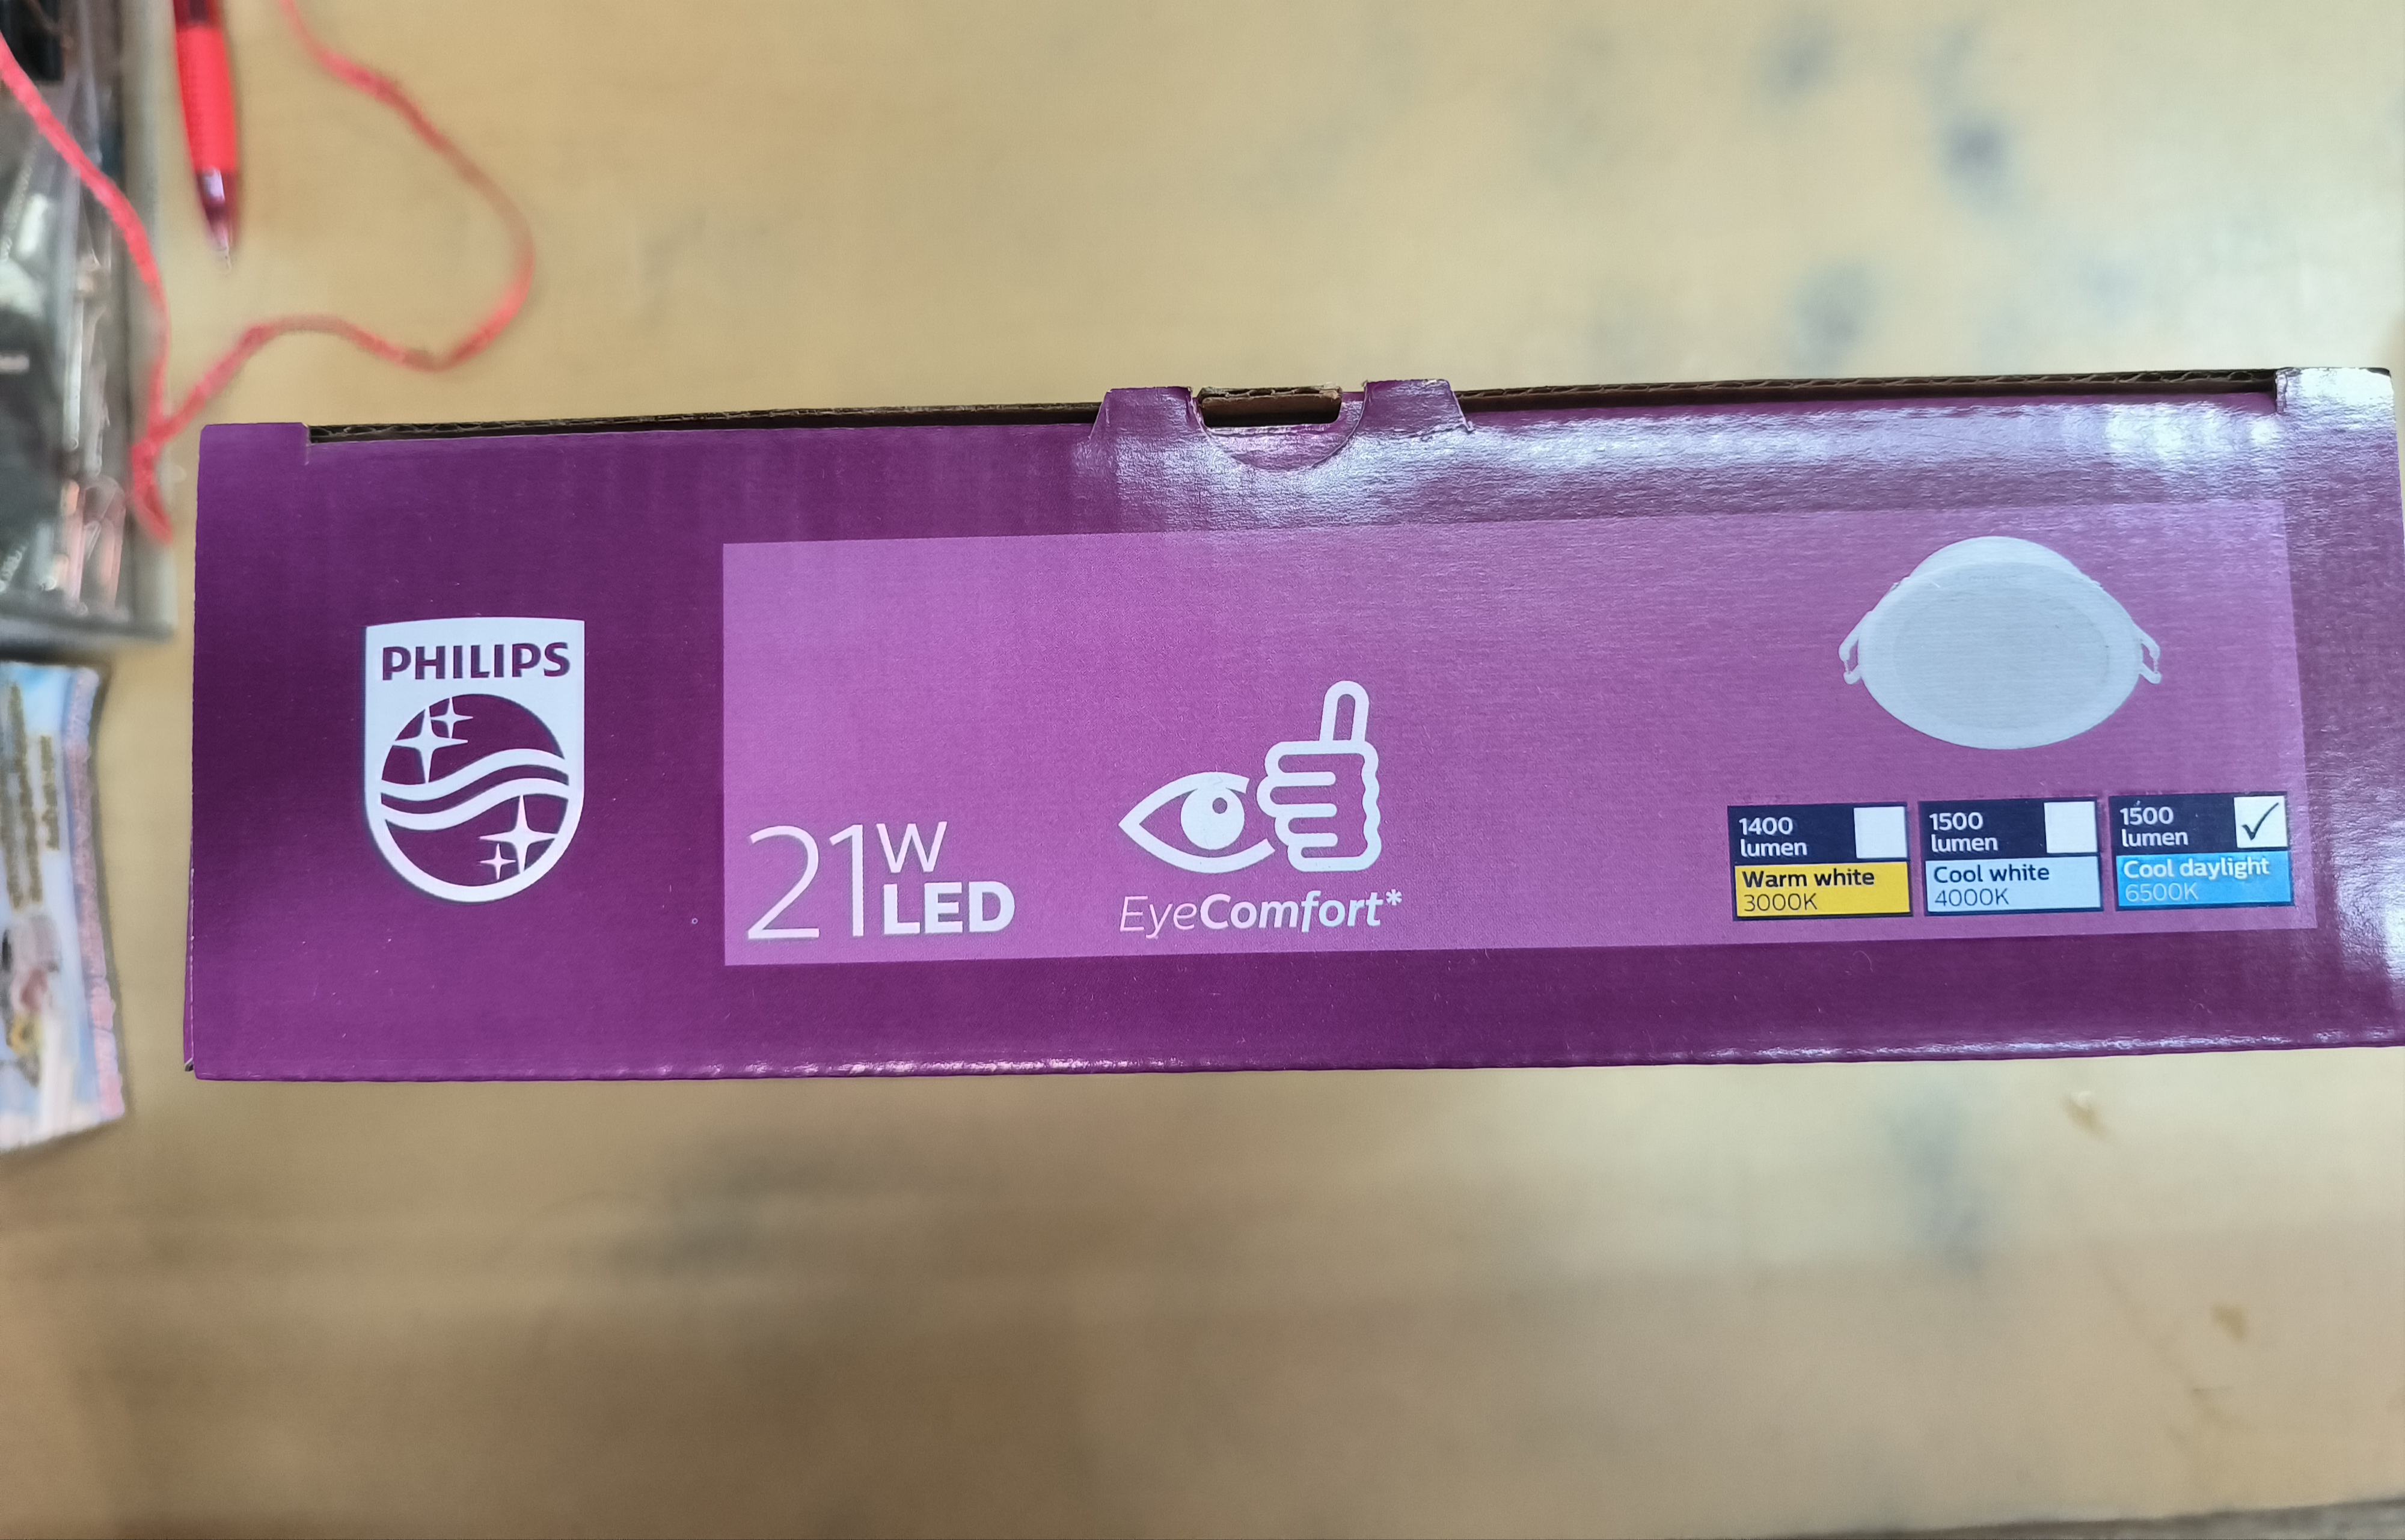 PHILIPS
21W
LED
EyeComfort*
1400
lumen
Warm white
3000K
1500
lumen
Cool white
4000K
1500
lumen
Cool daylight
6500K